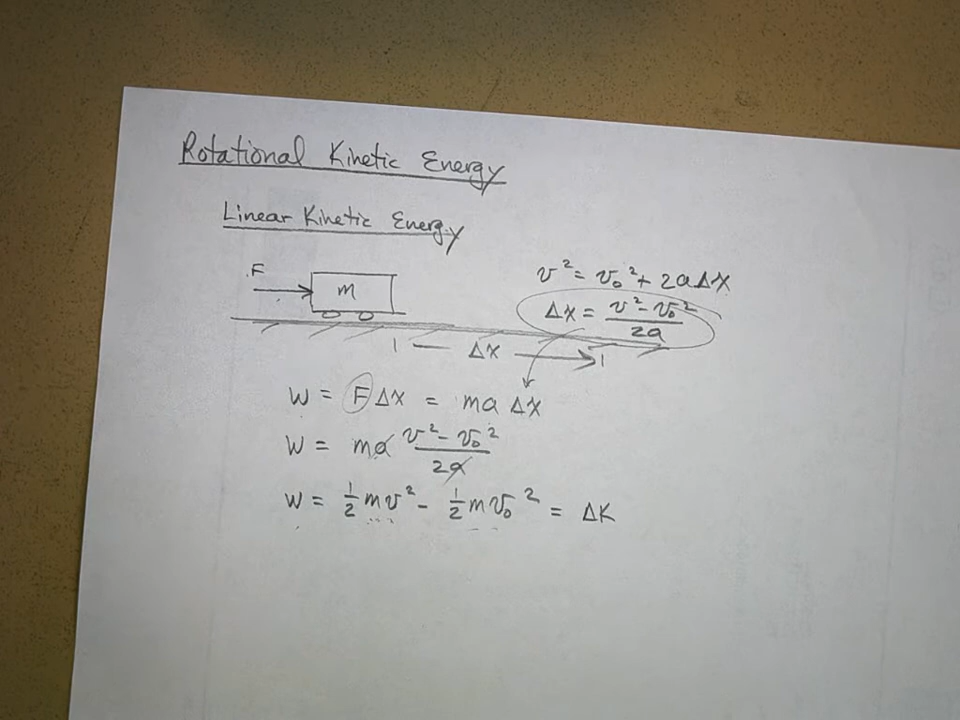 Rotational Kinetic Energy
Linear Kinetic Energy
F
m
v² = v₀² + 2aΔx
Δx = (v² - v₀²)/2a
Δx
W = FΔx = ma Δx
W = ma (v² - v₀²)/2a
W = ½mv² - ½mv₀² = ΔK